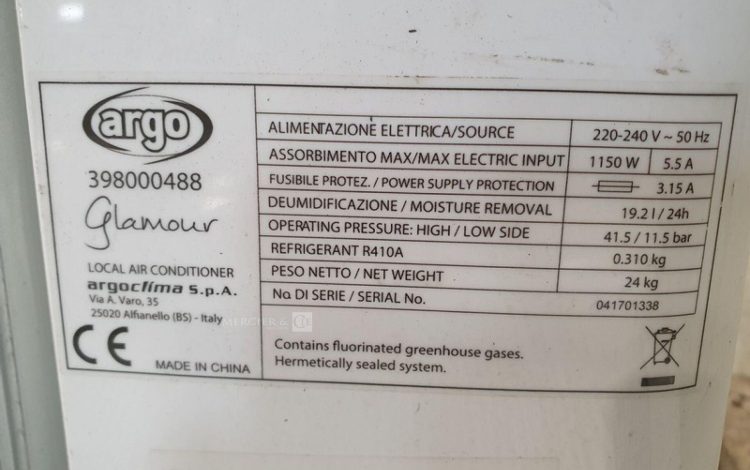 argo
398000488
Glamour
LOCAL AIR CONDITIONER
argoclima s.p.A.
Via A. Varo, 35
25020 Alfianello (BS) - Italy
CE
MADE IN CHINA
ALIMENTAZIONE ELETTRICA/SOURCE 220-240 V ~ 50 Hz
ASSORBIMENTO MAX/MAX ELECTRIC INPUT 1150 W 5.5 A
FUSIBILE PROTEZ. / POWER SUPPLY PROTECTION 3.15 A
DEUMIDIFICAZIONE / MOISTURE REMOVAL 19.2 l / 24h
OPERATING PRESSURE: HIGH / LOW SIDE 41.5 / 11.5 bar
REFRIGERANT R410A 0.310 kg
PESO NETTO / NET WEIGHT 24 kg
No. DI SERIE / SERIAL No. 041701338
Contains fluorinated greenhouse gases.
Hermetically sealed system.